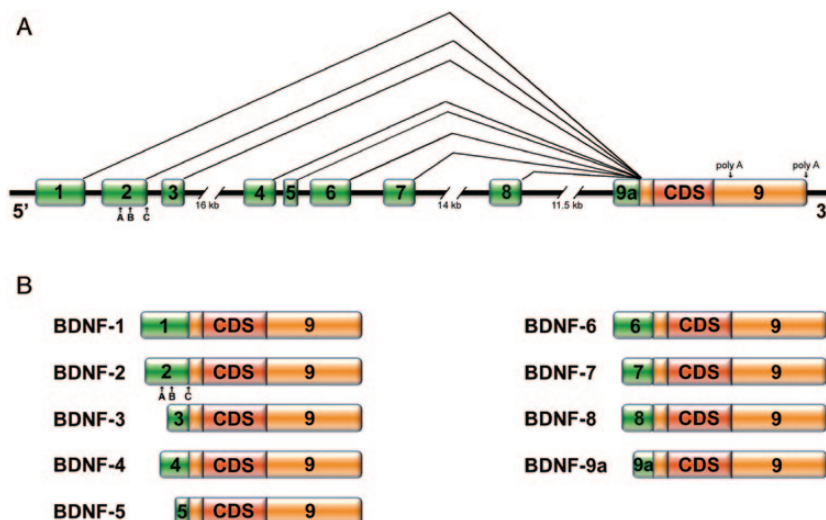 A
poly A poly A
1 2 3 4 5 6 7 8 9a CDS 9
5' A B C 16 kb 14 kb 11.5 kb 3
B
BDNF-1 1 CDS 9 BDNF-6 6 CDS 9
BDNF-2 2 CDS 9 BDNF-7 7 CDS 9
A B C
BDNF-3 3 CDS 9 BDNF-8 8 CDS 9
BDNF-4 4 CDS 9 BDNF-9a 9a CDS 9
BDNF-5 5 CDS 9